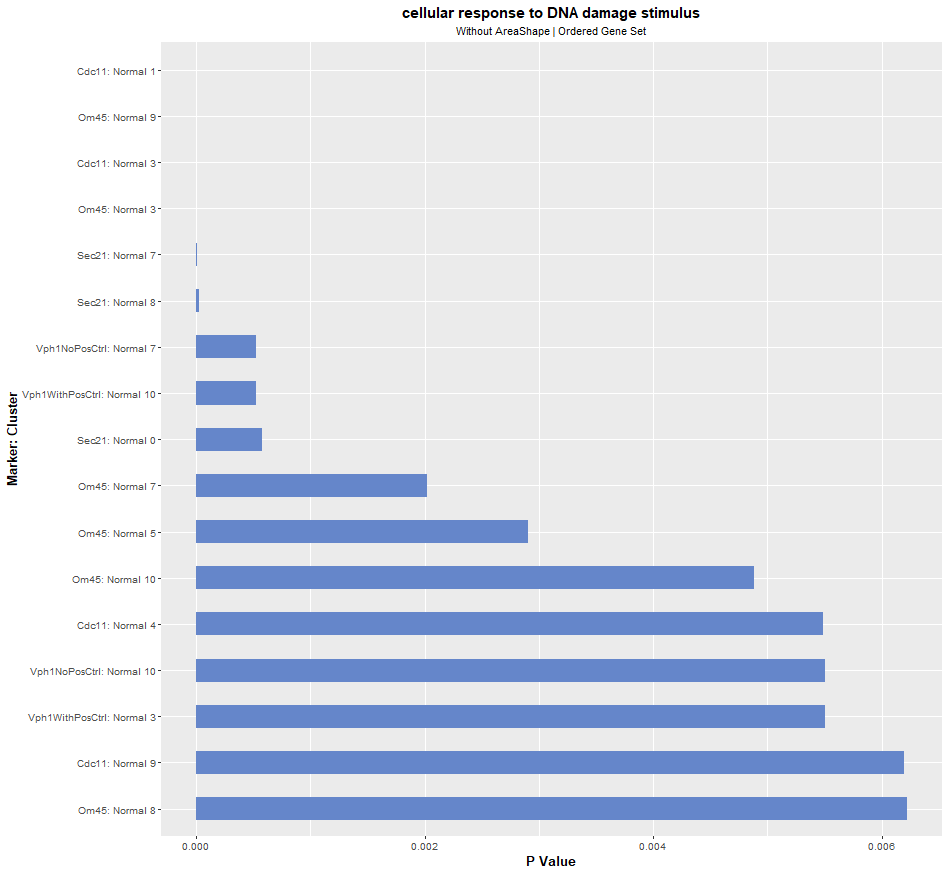 cellular response to DNA damage stimulus
Without AreaShape | Ordered Gene Set
Marker: Cluster
Cdc11: Normal 1
Om45: Normal 9
Cdc11: Normal 3
Om45: Normal 3
Sec21: Normal 7
Sec21: Normal 8
Vph1NoPosCtrl: Normal 7
Vph1WithPosCtrl: Normal 10
Sec21: Normal 0
Om45: Normal 7
Om45: Normal 5
Om45: Normal 10
Cdc11: Normal 4
Vph1NoPosCtrl: Normal 10
Vph1WithPosCtrl: Normal 3
Cdc11: Normal 9
Om45: Normal 8
0.000 0.002 0.004 0.006
P Value